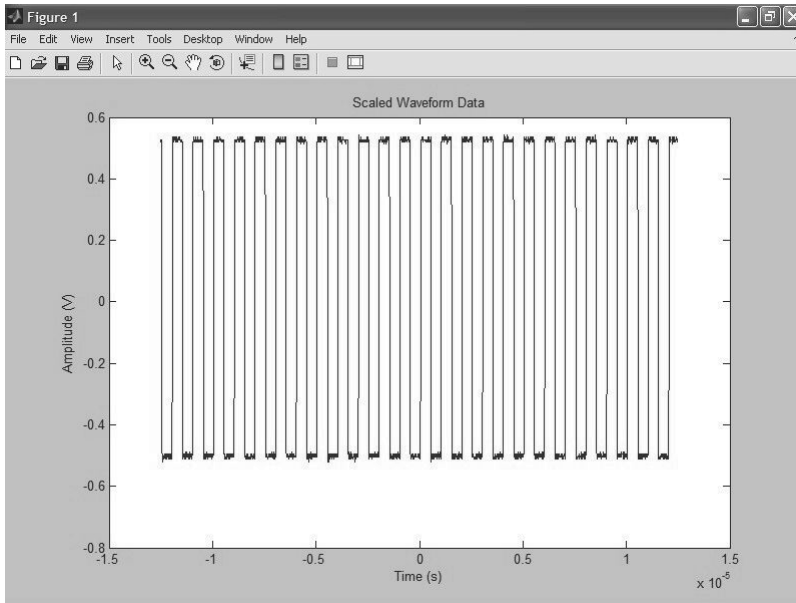 Figure 1
File Edit View Insert Tools Desktop Window Help
Scaled Waveform Data
0.6
0.4
0.2
0
-0.2
-0.4
-0.6
-0.8
Amplitude (V)
-1.5 -1 -0.5 0 0.5 1 1.5
Time (s)
x 10⁻⁵